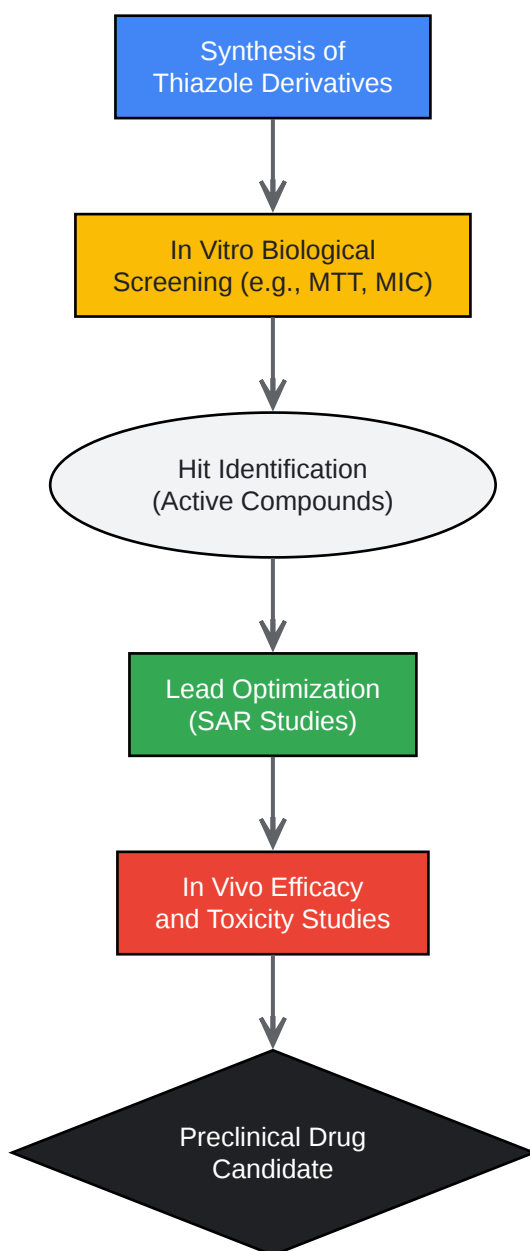 Synthesis of
Thiazole Derivatives
In Vitro Biological
Screening (e.g., MTT, MIC)
Hit Identification
(Active Compounds)
Lead Optimization
(SAR Studies)
In Vivo Efficacy
and Toxicity Studies
Preclinical Drug
Candidate